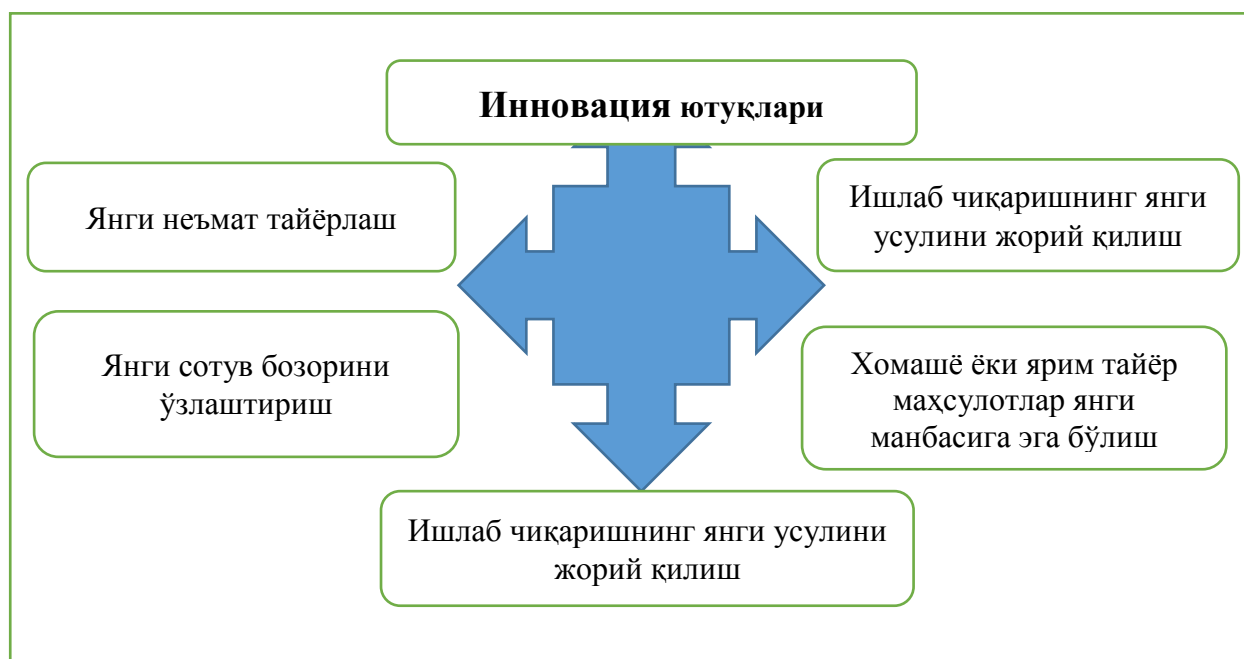 Инновация ютуқлари
Янги неъмат тайёрлаш
Ишлаб чиқаришнинг янги
усулини жорий қилиш
Янги сотув бозорини
ўзлаштириш
Хомашё ёки ярим тайёр
маҳсулотлар янги
манбасига эга бўлиш
Ишлаб чиқаришнинг янги усулини
жорий қилиш